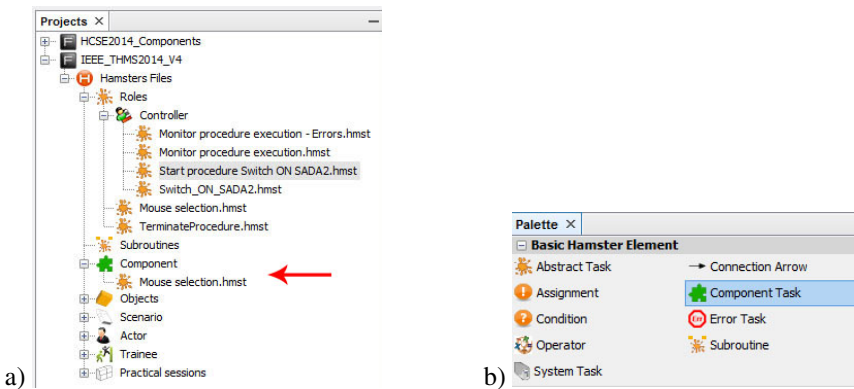 Projects ×
HCSE2014_Components
IEEE_THMS2014_V4
Hamsters Files
Roles
Controller
Monitor procedure execution - Errors.hmst
Monitor procedure execution.hmst
Start procedure Switch ON SADA2.hmst
Switch_ON_SADA2.hmst
Mouse selection.hmst
TerminateProcedure.hmst
Subroutines
Component
Mouse selection.hmst
Objects
Scenario
Actor
Trainee
Practical sessions
a)
Palette ×
Basic Hamster Element
Abstract Task Connection Arrow
Assignment Component Task
Condition Error Task
Operator Subroutine
System Task
b)